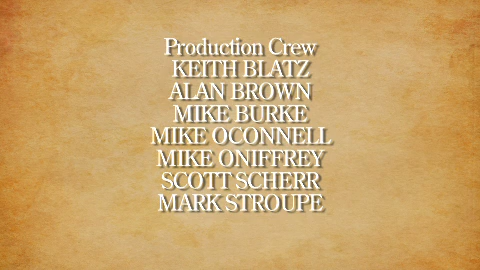 Production Crew
KEITH BLATZ
ALAN BROWN
MIKE BURKE
MIKE OCONNELL
MIKE ONIFFREY
SCOTT SCHERR
MARK STROUPE